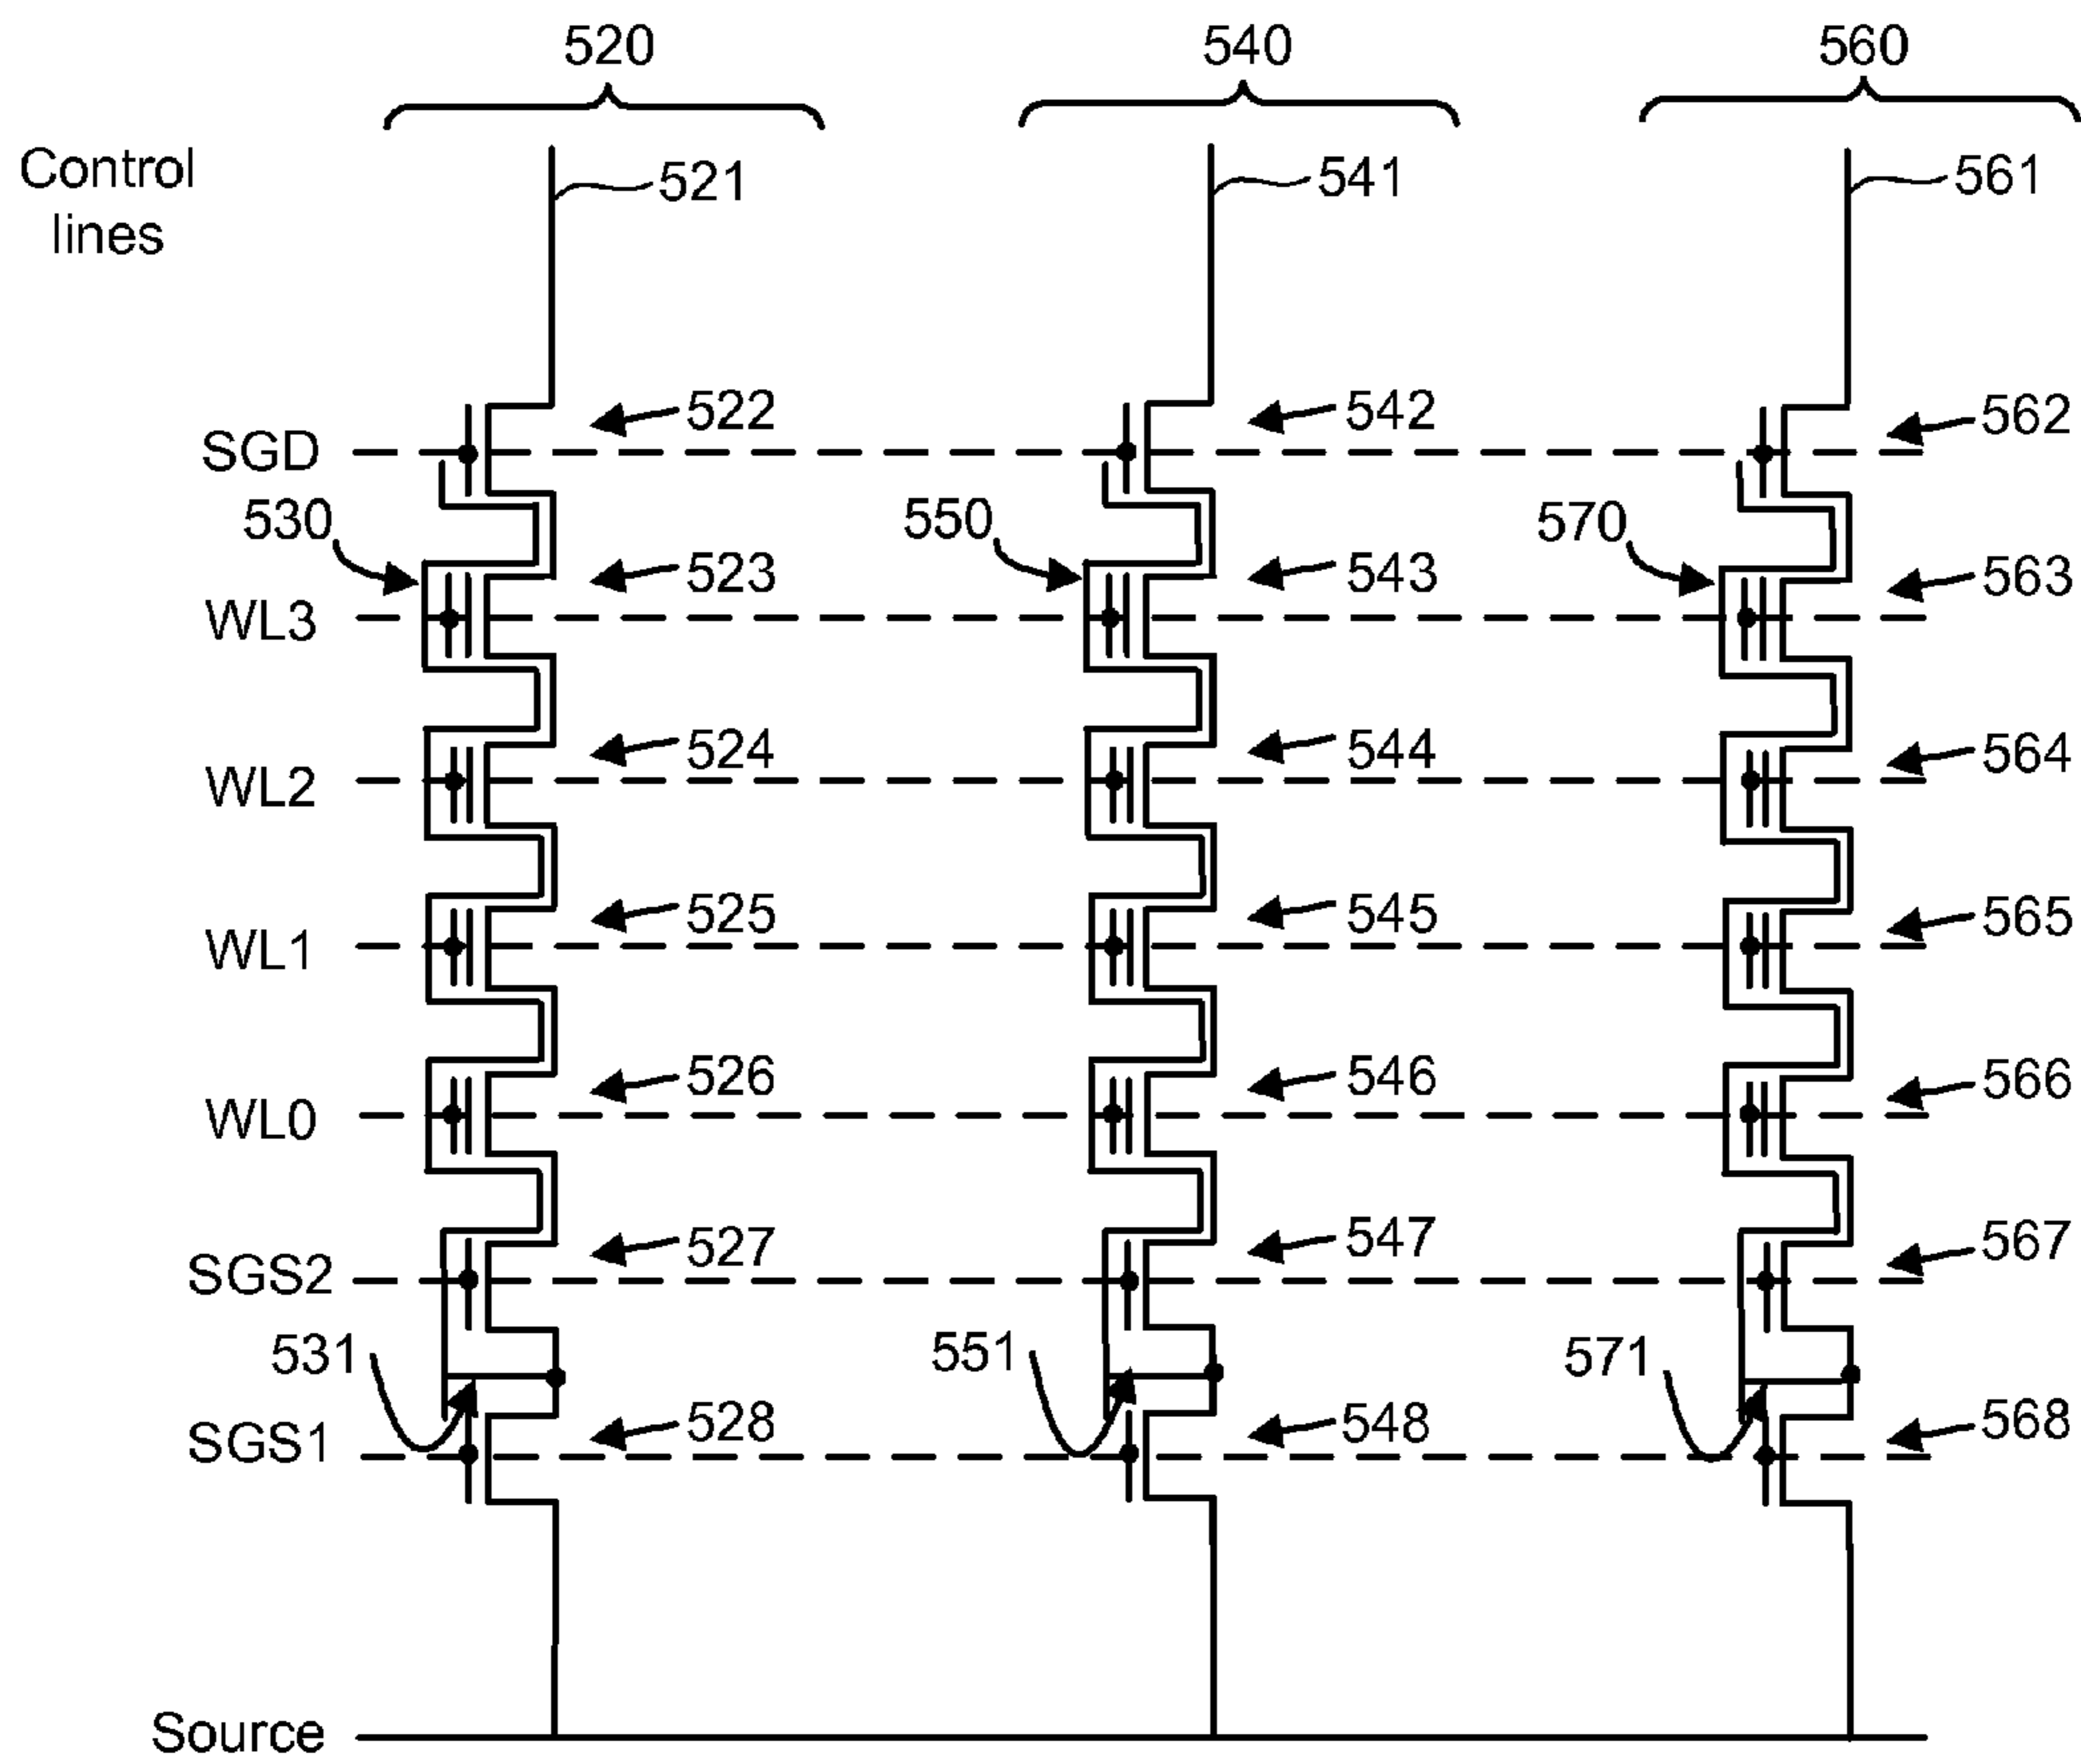 520 540 560
Control
lines
521 541 561
SGD 522 542 562
530 550 570
WL3 523 543 563
WL2 524 544 564
WL1 525 545 565
WL0 526 546 566
SGS2 527 547 567
531 551 571
SGS1 528 548 568
Source